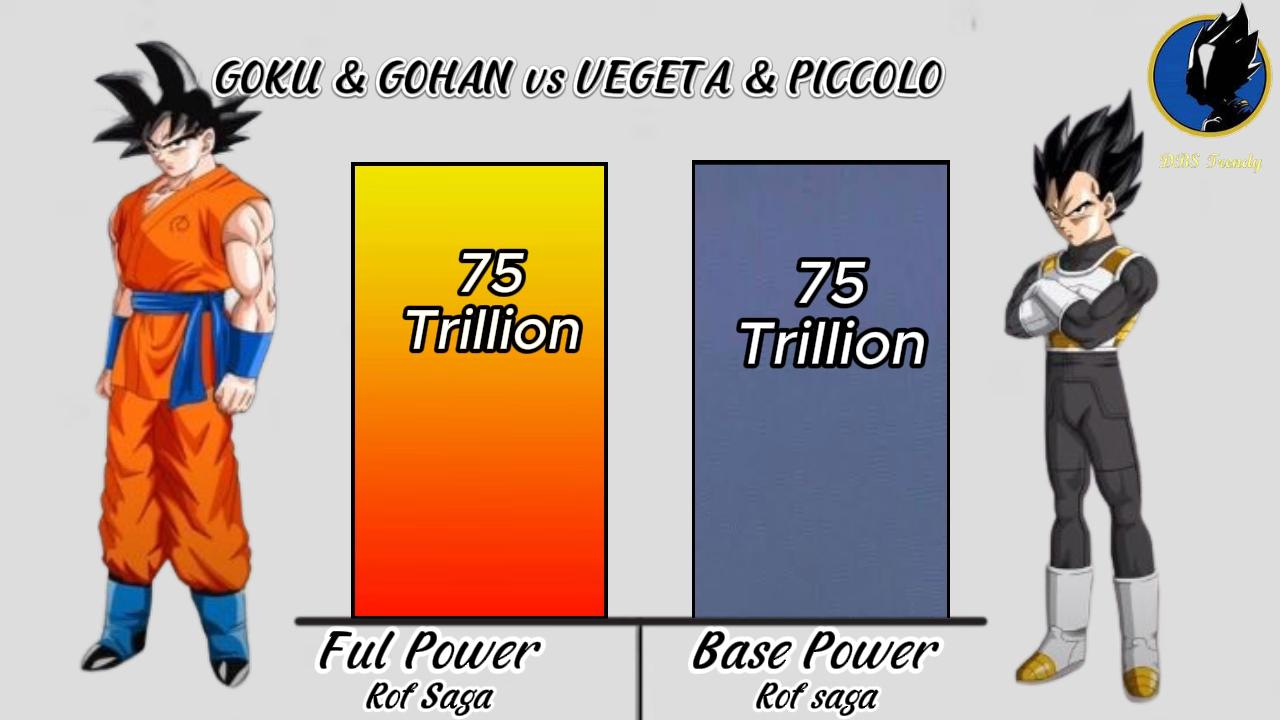 GOKU & GOHAN vs VEGETA & PICCOLO
DBS Trendy
75
Trillion
75
Trillion
Ful Power
Rof Saga
Base Power
Rof saga